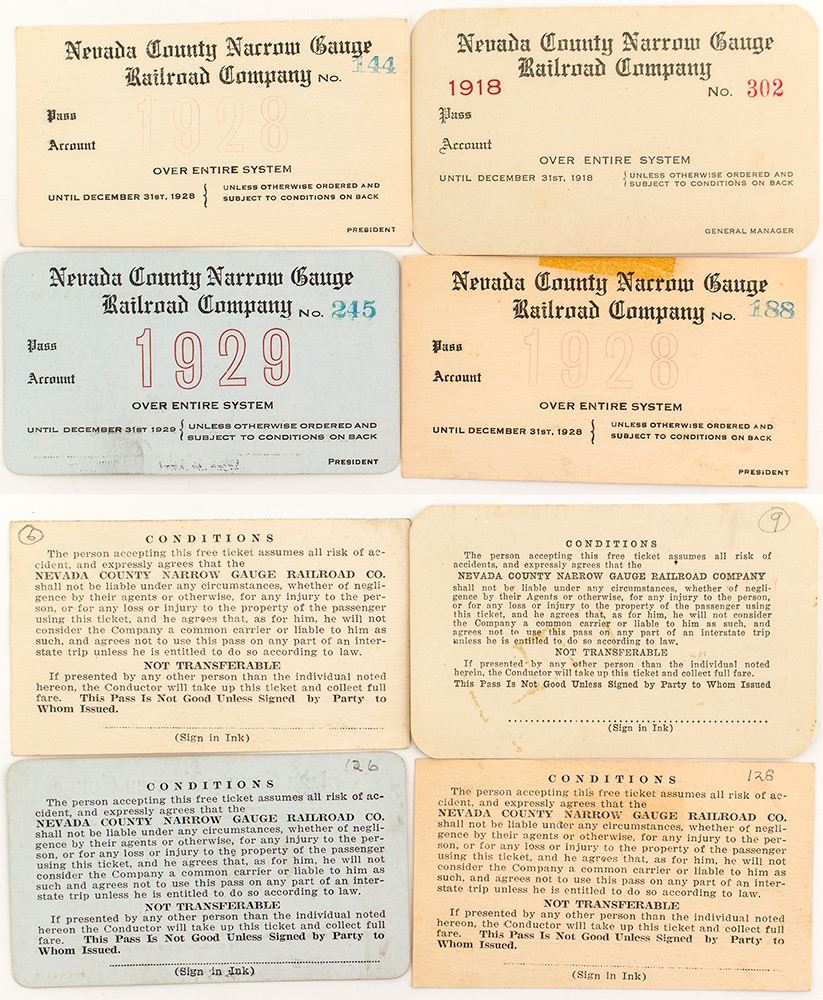 Nevada County Narrow Gauge
Railroad Company No. 144
1928
Pass
Account
OVER ENTIRE SYSTEM
UNTIL DECEMBER 31ST, 1928 { UNLESS OTHERWISE ORDERED AND
SUBJECT TO CONDITIONS ON BACK
PRESIDENT
Nevada County Narrow Gauge
Railroad Company
1918 No. 302
Pass
Account
OVER ENTIRE SYSTEM
UNTIL DECEMBER 31ST, 1918 { UNLESS OTHERWISE ORDERED AND
SUBJECT TO CONDITIONS ON BACK
GENERAL MANAGER
Nevada County Narrow Gauge
Railroad Company No. 245
Pass
1929
Account
OVER ENTIRE SYSTEM
UNTIL DECEMBER 31ST 1929 { UNLESS OTHERWISE ORDERED AND
SUBJECT TO CONDITIONS ON BACK
PRESIDENT
Nevada County Narrow Gauge
Railroad Company No. 188
Pass
1928
Account
OVER ENTIRE SYSTEM
UNTIL DECEMBER 31ST, 1928 { UNLESS OTHERWISE ORDERED AND
SUBJECT TO CONDITIONS ON BACK
PRESIDENT
6
CONDITIONS
The person accepting this free ticket assumes all risk of ac-
cident, and expressly agrees that the
NEVADA COUNTY NARROW GAUGE RAILROAD CO.
shall not be liable under any circumstances, whether of negli-
gence by their agents or otherwise, for any injury to the per-
son, or for any loss or injury to the property of the passenger
using this ticket, and he agrees that, as for him, he will not
consider the Company a common carrier or liable to him as
such, and agrees not to use this pass on any part of an inter-
state trip unless he is entitled to do so according to law.
NOT TRANSFERABLE
If presented by any other person than the individual noted
hereon, the Conductor will take up this ticket and collect full
fare. This Pass Is Not Good Unless Signed by Party to
Whom Issued.
(Sign in Ink)
9
CONDITIONS
The person accepting this free ticket assumes all risk of
accidents, and expressly agrees that the
NEVADA COUNTY NARROW GAUGE RAILROAD COMPANY
shall not be liable under any circumstances, whether of negli-
gence by their Agents or otherwise, for any injury to the person,
or for any loss or injury to the property of the passenger using
this ticket, and he agrees that, as for him, he will not consider
the Company a common carrier or liable to him as such, and
agrees not to use this pass on any part of an interstate trip
unless he is entitled to do so according to law.
NOT TRANSFERABLE
If presented by any other person than the individual noted
herein, the Conductor will take up this ticket and collect full fare.
This Pass Is Not Good Unless Signed by Party to Whom Issued
(Sign in Ink)
126
CONDITIONS
The person accepting this free ticket assumes all risk of ac-
cident, and expressly agrees that the
NEVADA COUNTY NARROW GAUGE RAILROAD CO.
shall not be liable under any circumstances, whether of negli-
gence by their agents or otherwise, for any injury to the per-
son, or for any loss or injury to the property of the passenger
using this ticket, and he agrees that, as for him, he will not
consider the Company a common carrier or liable to him as
such and agrees not to use this pass on any part of an inter-
state trip unless he is entitled to do so according to law.
NOT TRANSFERABLE
If presented by any other person than the individual noted
hereon, the Conductor will take up this ticket and collect full
fare. This Pass Is Not Good Unless Signed by Party to
Whom Issued.
(Sign in Ink)
128
CONDITIONS
The person accepting this free ticket assumes all risk of ac-
cident, and expressly agrees that the
NEVADA COUNTY NARROW GAUGE RAILROAD CO.
shall not be liable under any circumstances, whether of negli-
gence by their agents or otherwise, for any injury to the per-
son, or for any loss or injury to the property of the passenger
using this ticket, and he agrees that, as for him, he will not
consider the Company a common carrier or liable to him as
such, and agrees not to use this pass on any part of an inter-
state trip unless he is entitled to do so according to law.
NOT TRANSFERABLE
If presented by any other person than the individual noted
hereon, the Conductor will take up this ticket and collect full
fare. This Pass Is Not Good Unless Signed by Party to
Whom Issued.
(Sign in Ink)